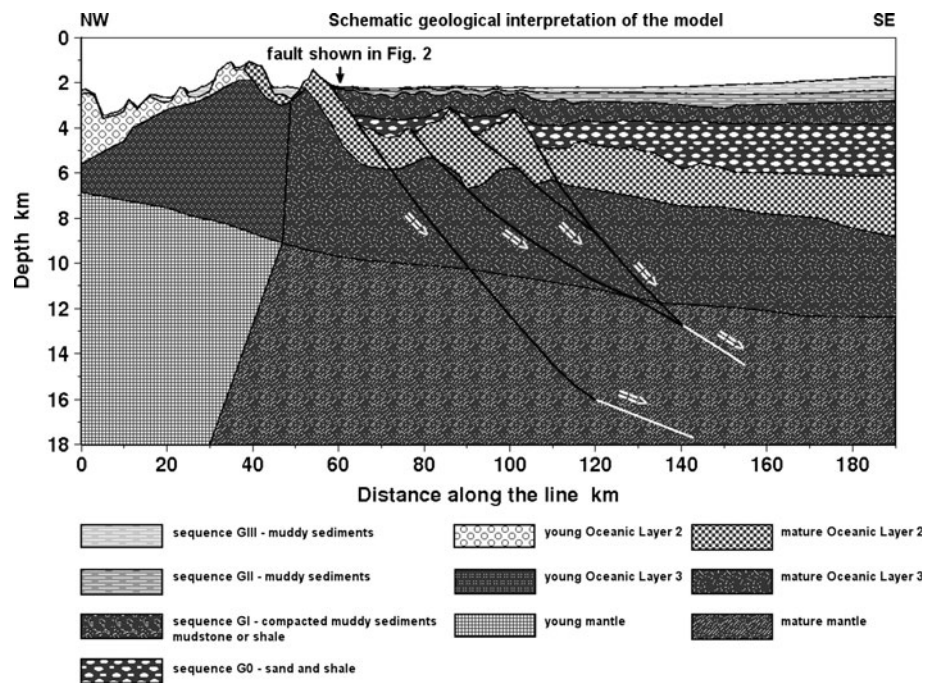 NW
Schematic geological interpretation of the model
SE
fault shown in Fig. 2
0
2
4
6
8
10
12
14
16
18
Depth km
0
20
40
60
80
100
120
140
160
180
Distance along the line km
sequence GIII - muddy sediments
sequence GII - muddy sediments
sequence GI - compacted muddy sediments
mudstone or shale
sequence G0 - sand and shale
young Oceanic Layer 2
young Oceanic Layer 3
young mantle
mature Oceanic Layer 2
mature Oceanic Layer 3
mature mantle